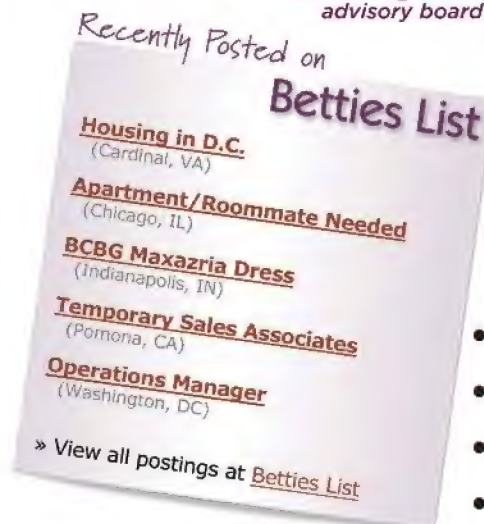 advisory board
Recently Posted on
Betties List
Housing in D.C.
(Cardinal, VA)
Apartment/Roommate Needed
(Chicago, IL)
BCBG Maxazria Dress
(Indianapolis, IN)
Temporary Sales Associates
(Pomona, CA)
Operations Manager
(Washington, DC)
» View all postings at Betties List